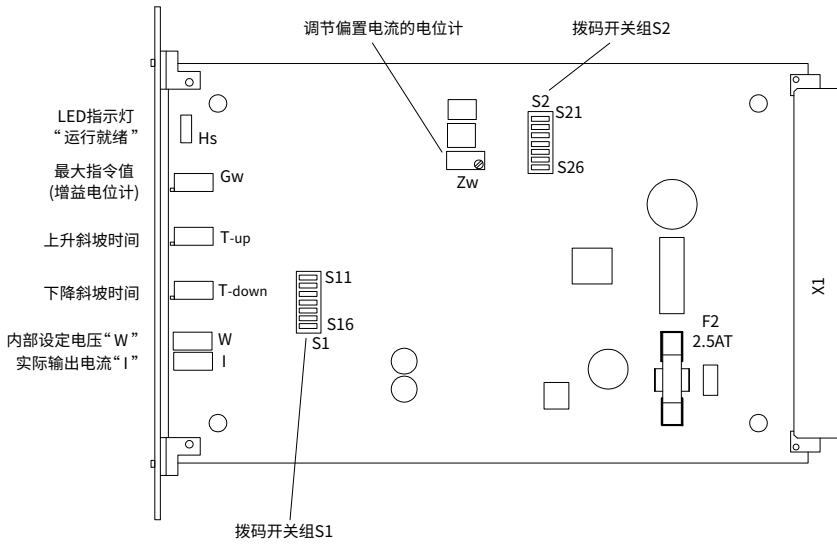 调节偏置电流的电位计
拨码开关组S2
LED指示灯
“运行就绪”
Hs
最大指令值
(增益电位计)
Gw
上升斜坡时间
T-up
下降斜坡时间
T-down
内部设定电压“W”
W
实际输出电流“I”
I
S2
S21
S26
Zw
S11
S16
S1
F2
2.5AT
X1
拨码开关组S1